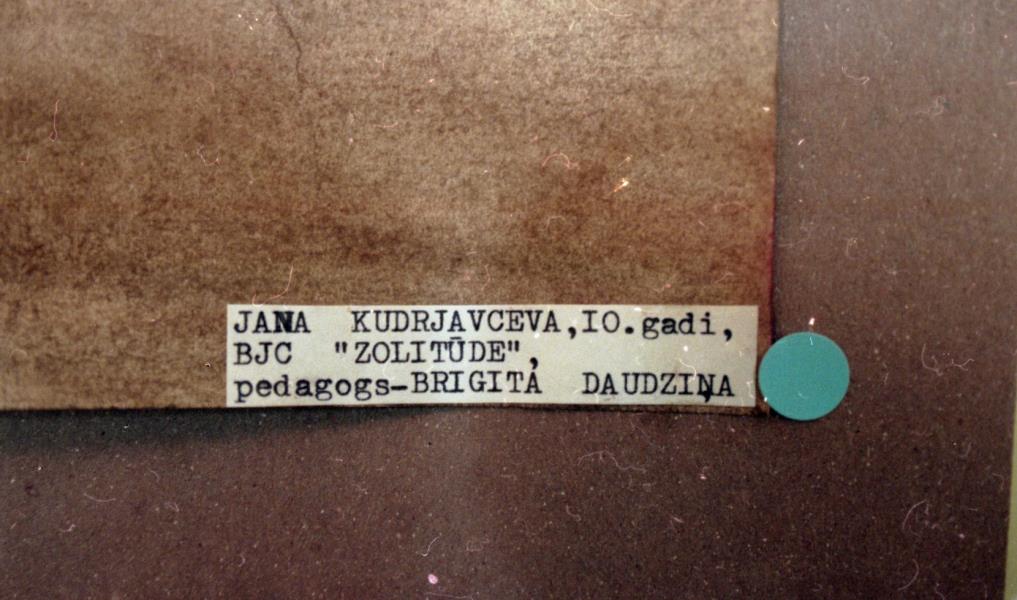 JANA KUDRJAVCEVA,IO.gadi,
BJC "ZOLITŪDE",
pedagogs-BRIGITA DAUDZIŅA